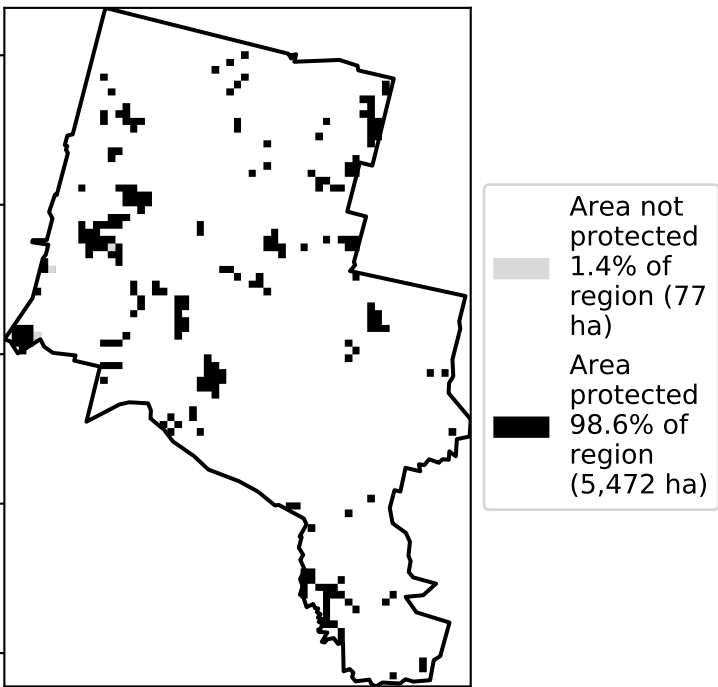 Area not
protected
1.4% of
region (77
ha)
Area
protected
98.6% of
region
(5,472 ha)